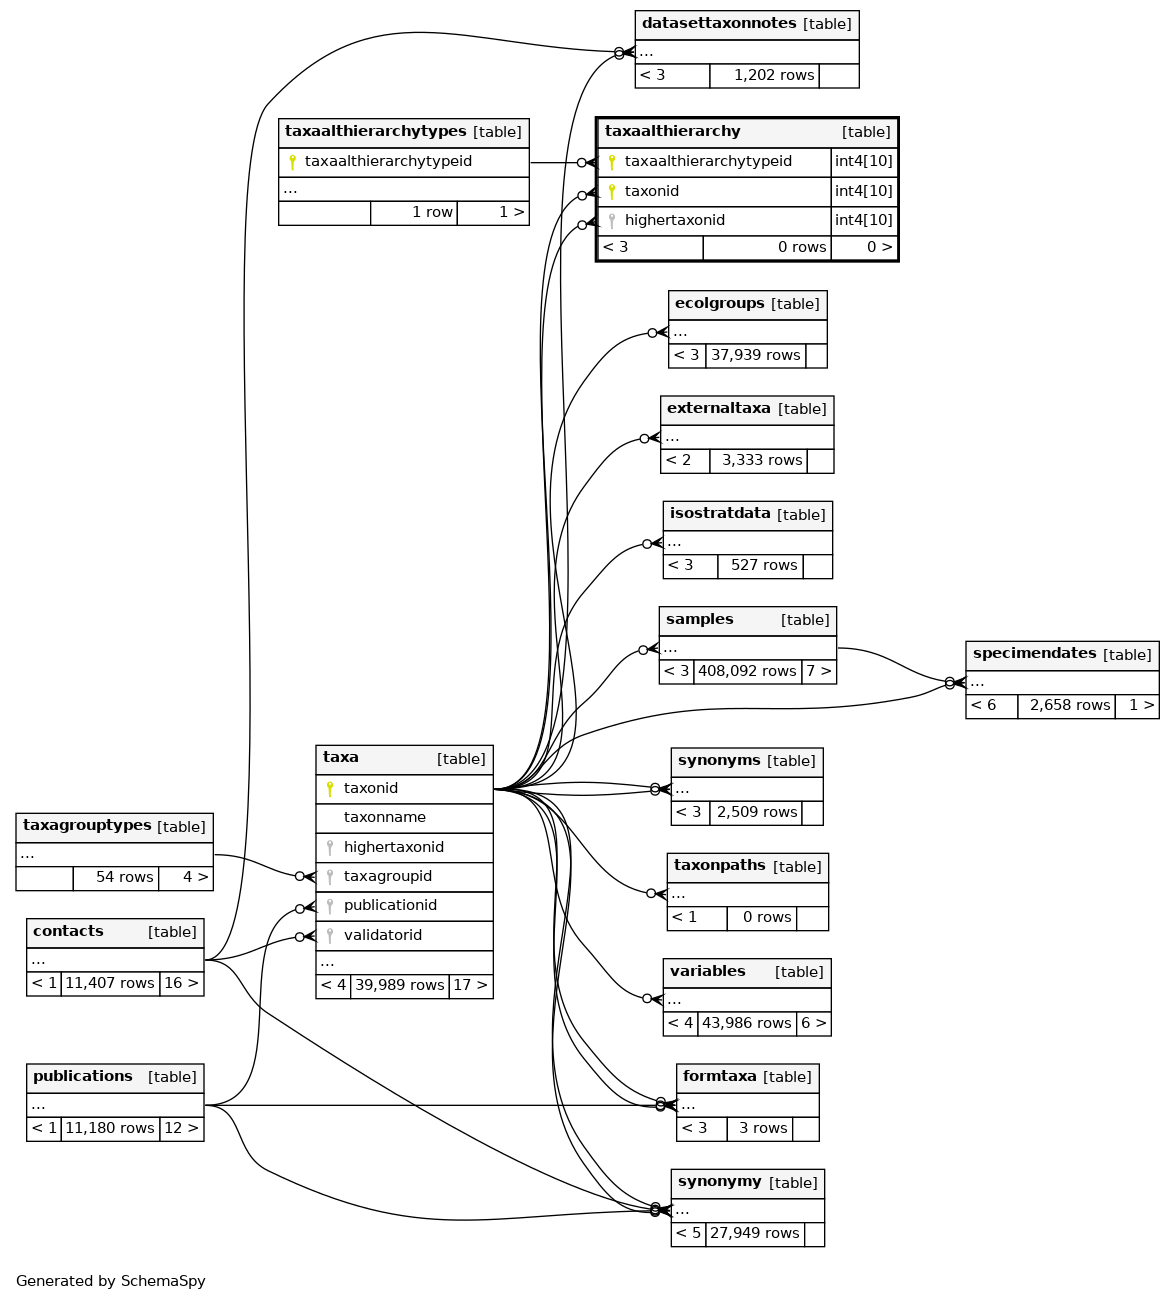 datasettaxonnotes [table]
...
< 3 1,202 rows
taxaalthierarchytypes [table]
taxaalthierarchytypeid
...
1 row 1 >
taxaalthierarchy [table]
taxaalthierarchytypeid int4[10]
taxonid int4[10]
highertaxonid int4[10]
< 3 0 rows 0 >
ecolgroups [table]
...
< 3 37,939 rows
externaltaxa [table]
...
< 2 3,333 rows
isostratdata [table]
...
< 3 527 rows
samples [table]
...
< 3 408,092 rows 7 >
specimendates [table]
...
< 6 2,658 rows 1 >
taxa [table]
taxonid
taxonname
highertaxonid
taxagroupid
publicationid
validatorid
...
< 4 39,989 rows 17 >
synonyms [table]
...
< 3 2,509 rows
taxagrouptypes [table]
...
54 rows 4 >
taxonpaths [table]
...
< 1 0 rows
contacts [table]
...
< 1 11,407 rows 16 >
variables [table]
...
< 4 43,986 rows 6 >
publications [table]
...
< 1 11,180 rows 12 >
formtaxa [table]
...
< 3 3 rows
synonymy [table]
...
< 5 27,949 rows
Generated by SchemaSpy